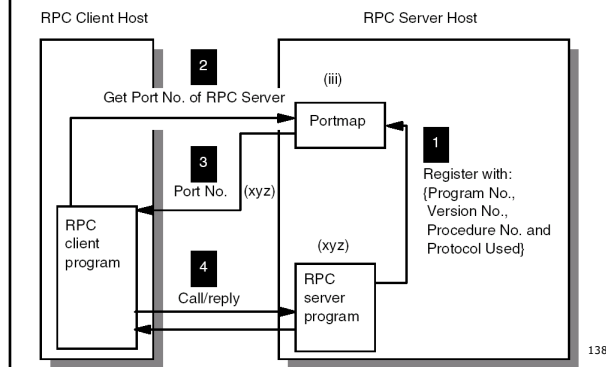 RPC Client Host
RPC Server Host
2
Get Port No. of RPC Server
(iii)
Portmap
1
Register with:
{Program No.,
Version No.,
Procedure No. and
Protocol Used}
3
Port No.
(xyz)
RPC
client
program
(xyz)
4
Call/reply
RPC
server
program
138